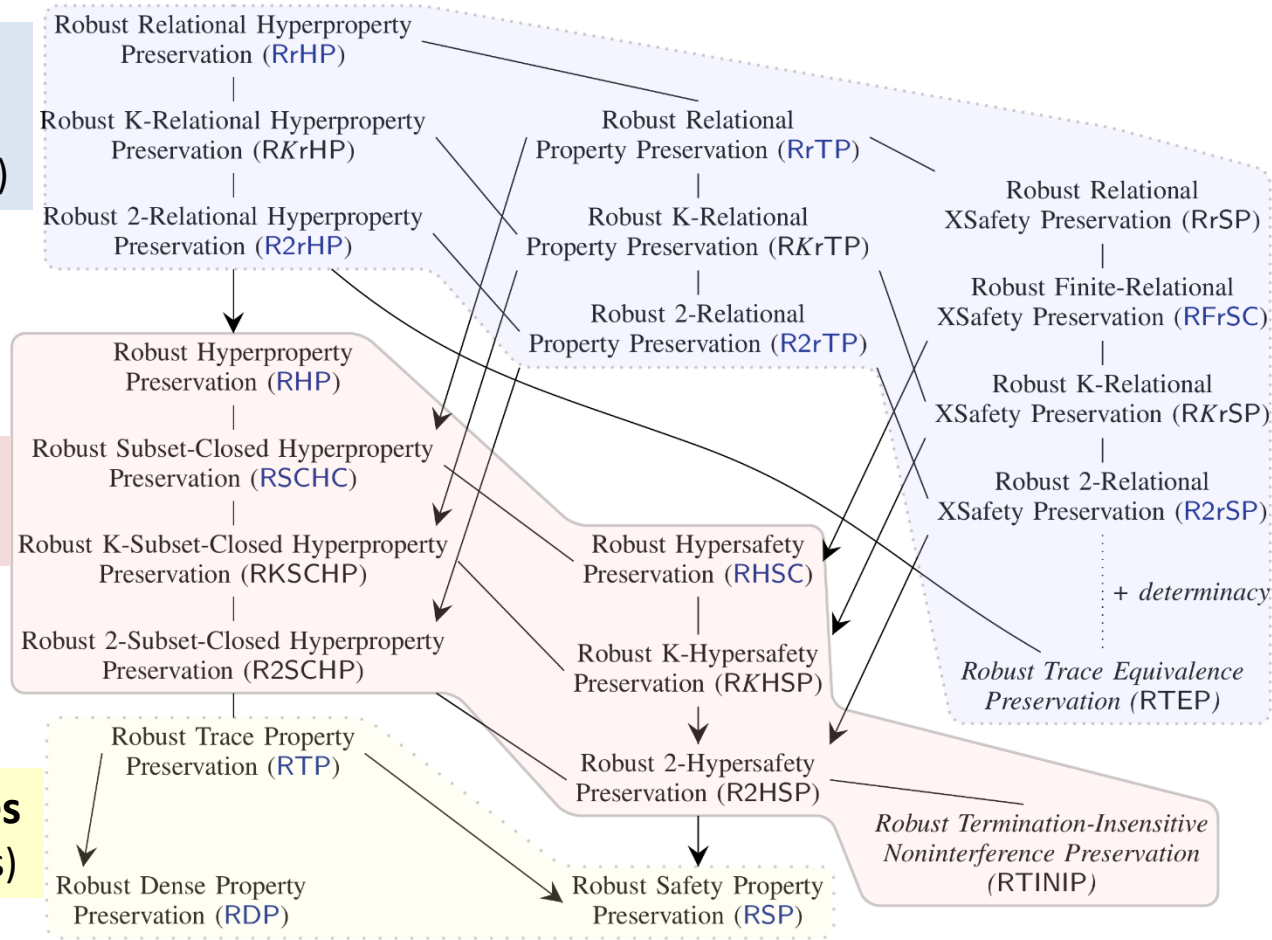 Robust Relational Hyperproperty
Preservation (RrHP)
Robust K-Relational Hyperproperty
Preservation (RKrHP)
)
Robust 2-Relational Hyperproperty
Preservation (R2rHP)
Robust Relational
Property Preservation (RrTP)
Robust K-Relational
Property Preservation (RKrTP)
Robust 2-Relational
Property Preservation (R2rTP)
Robust Relational
XSafety Preservation (RrSP)
Robust Finite-Relational
XSafety Preservation (RFrSC)
Robust K-Relational
XSafety Preservation (RKrSP)
Robust 2-Relational
XSafety Preservation (R2rSP)
+ determinacy
Robust Trace Equivalence
Preservation (RTEP)
Robust Hyperproperty
Preservation (RHP)
Robust Subset-Closed Hyperproperty
Preservation (RSCHC)
Robust K-Subset-Closed Hyperproperty
Preservation (RKSCHP)
Robust 2-Subset-Closed Hyperproperty
Preservation (R2SCHP)
Robust Hypersafety
Preservation (RHSC)
Robust K-Hypersafety
Preservation (RKHSP)
Robust 2-Hypersafety
Preservation (R2HSP)
Robust Termination-Insensitive
Noninterference Preservation
(RTINIP)
Robust Trace Property
Preservation (RTP)
es
s)
Robust Dense Property
Preservation (RDP)
Robust Safety Property
Preservation (RSP)